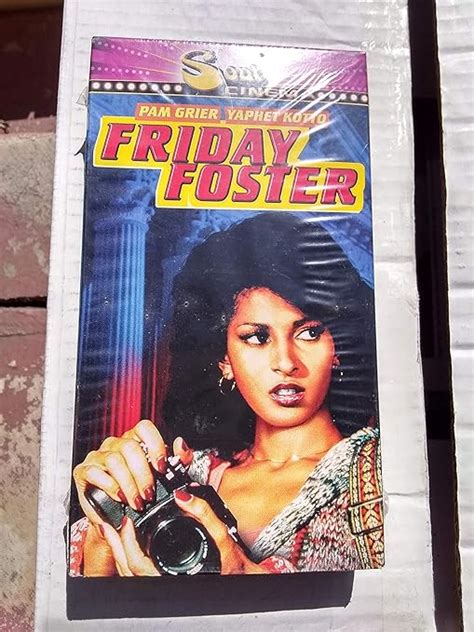 Soul
CINEMA
PAM GRIER YAPHET KOTTO
FRIDAY
FOSTER